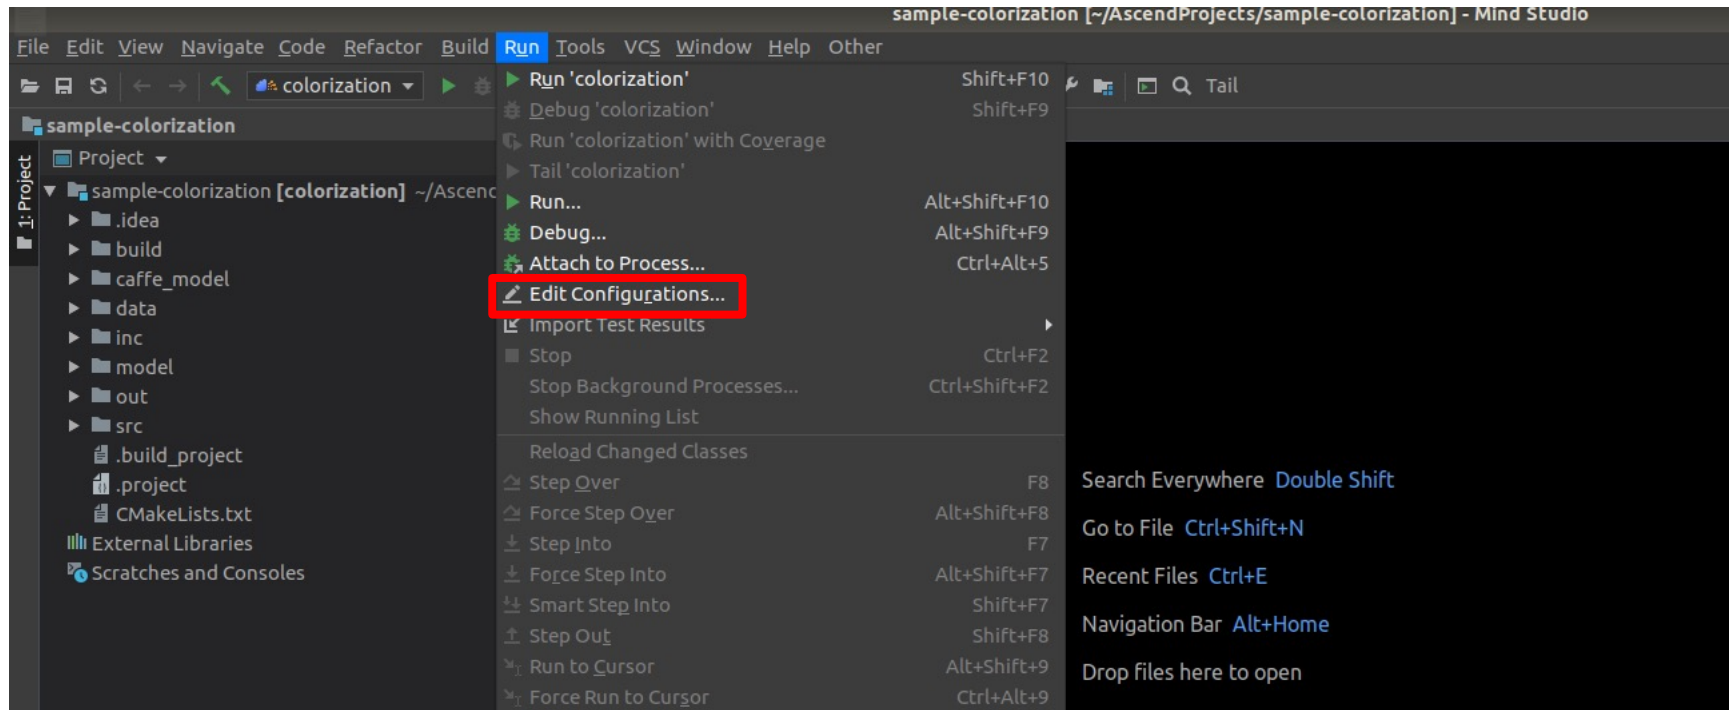 sample-colorization [~/AscendProjects/sample-colorization] - Mind Studio
File Edit View Navigate Code Refactor Build Run Tools VCS Window Help Other
colorization
Tail
sample-colorization
1: Project
Project
sample-colorization [colorization] ~/Ascend
.idea
build
caffe_model
data
inc
model
out
src
.build_project
.project
CMakeLists.txt
External Libraries
Scratches and Consoles
Run 'colorization' Shift+F10
Debug 'colorization' Shift+F9
Run 'colorization' with Coverage
Tail 'colorization'
Run... Alt+Shift+F10
Debug... Alt+Shift+F9
Attach to Process... Ctrl+Alt+5
Edit Configurations...
Import Test Results
Stop Ctrl+F2
Stop Background Processes... Ctrl+Shift+F2
Show Running List
Reload Changed Classes
Step Over F8
Force Step Over Alt+Shift+F8
Step Into F7
Force Step Into Alt+Shift+F7
Smart Step Into Shift+F7
Step Out Shift+F8
Run to Cursor Alt+Shift+9
Force Run to Cursor Ctrl+Alt+9
Search Everywhere Double Shift
Go to File Ctrl+Shift+N
Recent Files Ctrl+E
Navigation Bar Alt+Home
Drop files here to open